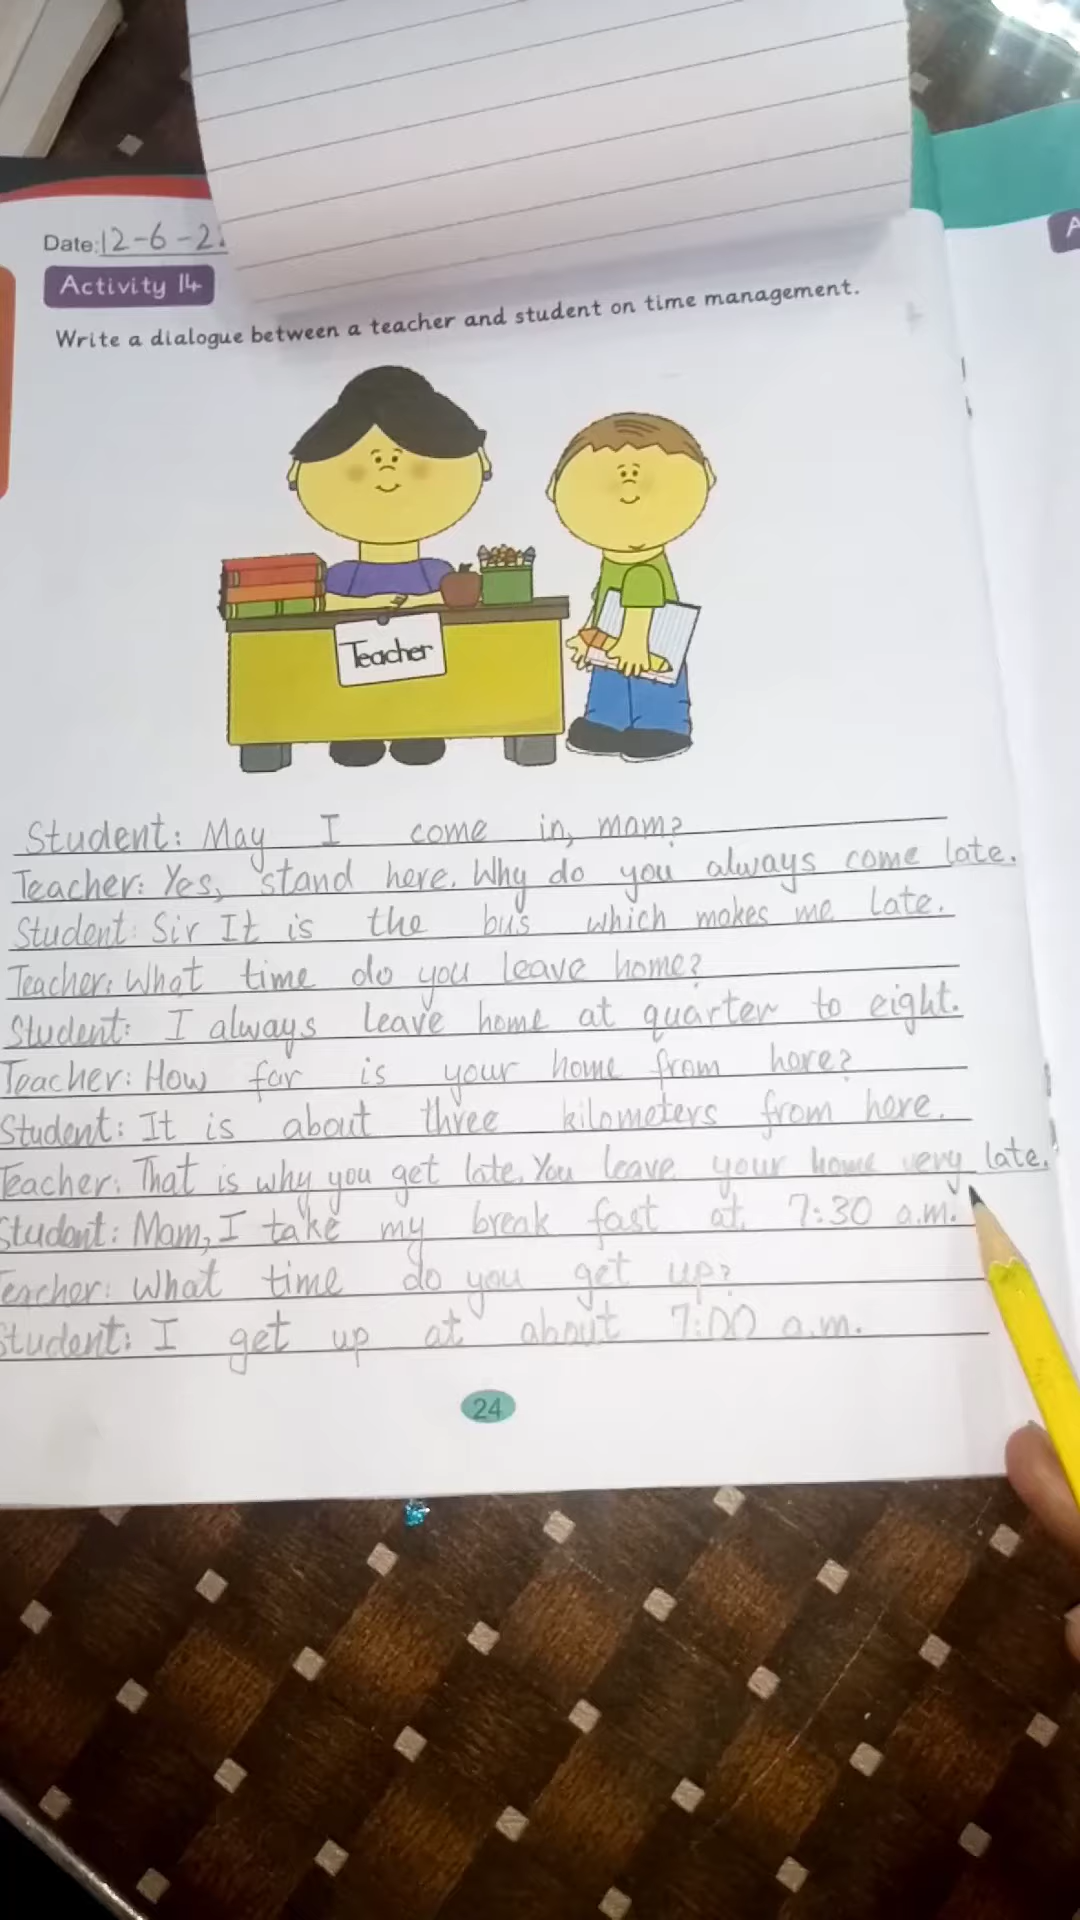 Date: 12-6-2
Activity 14
Write a dialogue between a teacher and student on time management.
Teacher
Student: May I come in, mam?
Teacher: Yes, stand here. Why do you always come late.
Student: Sir It is the bus which makes me late.
Teacher: What time do you leave home?
Student: I always leave home at quarter to eight.
Teacher: How far is your home from here?
Student: It is about three kilometers from here.
Teacher: That is why you get late. You leave your home very late.
Student: Mam, I take my break fast at 7:30 a.m.
Teacher: What time do you get up?
Student: I get up at about 7:00 a.m.
24